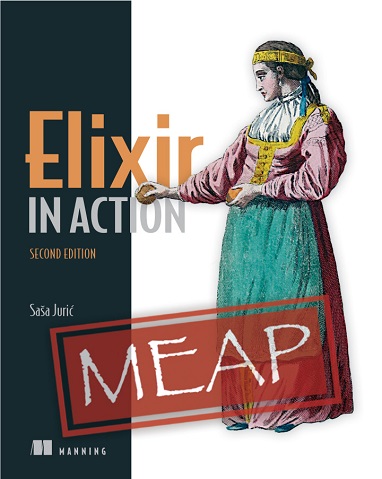 Elixir
IN ACTION
SECOND EDITION
Saša Jurić
MEAP
MANNING